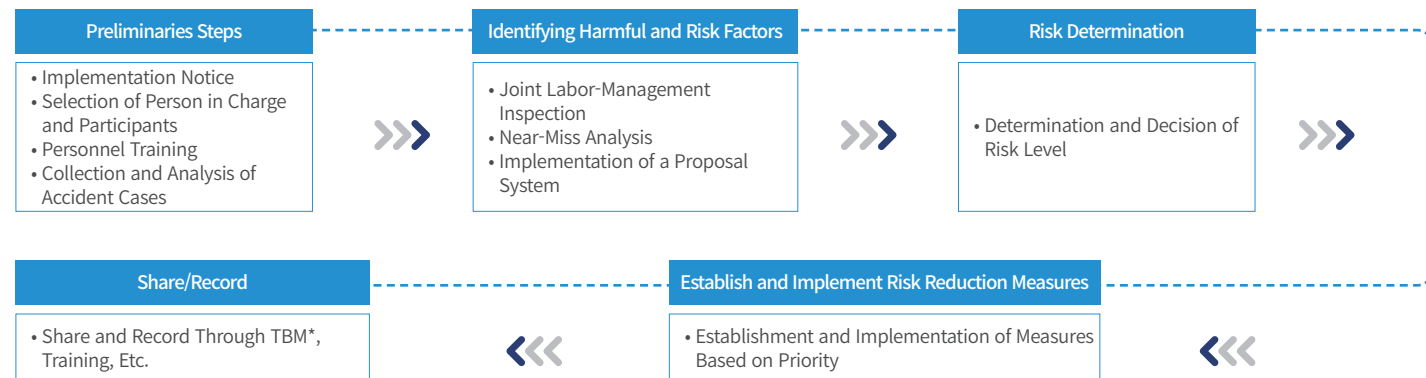 Preliminaries Steps
• Implementation Notice
• Selection of Person in Charge
and Participants
• Personnel Training
• Collection and Analysis of
Accident Cases
Identifying Harmful and Risk Factors
• Joint Labor-Management
Inspection
• Near-Miss Analysis
• Implementation of a Proposal
System
Risk Determination
• Determination and Decision of
Risk Level
Establish and Implement Risk Reduction Measures
• Establishment and Implementation of Measures
Based on Priority
Share/Record
• Share and Record Through TBM*,
Training, Etc.